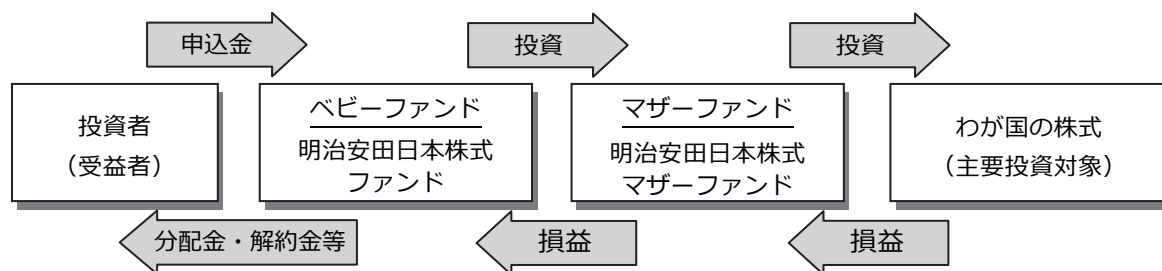 申込金
投資
投資
投資者
（受益者）
ベビーファンド
明治安田日本株式
ファンド
マザーファンド
明治安田日本株式
マザーファンド
わが国の株式
（主要投資対象）
分配金・解約金等
損益
損益